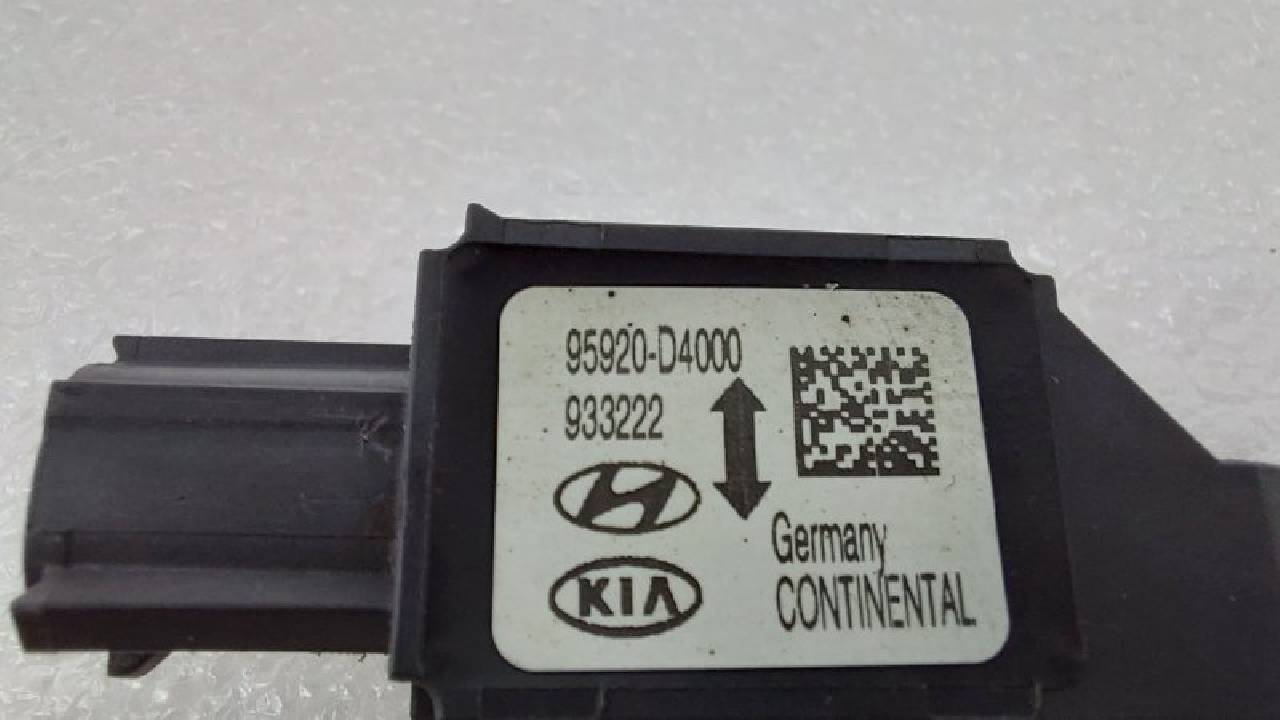 95920-D4000
933222
KIA
Germany
CONTINENTAL